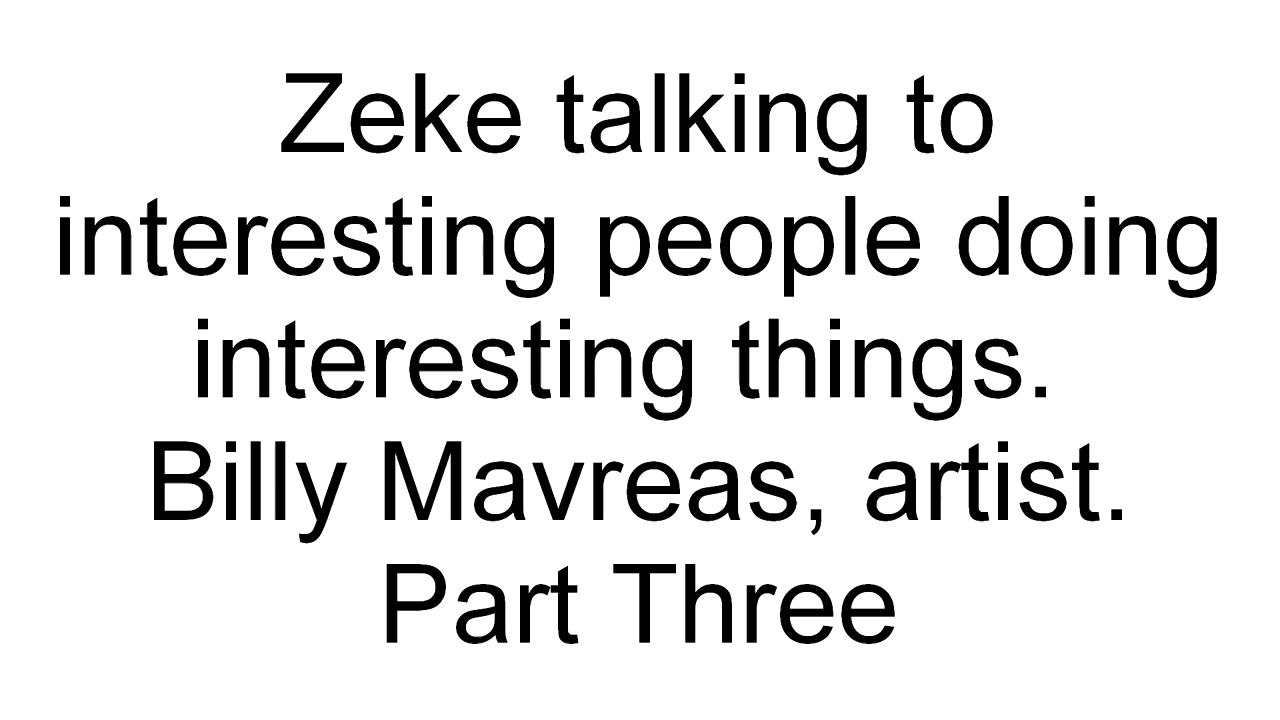 Zeke talking to
interesting people doing
interesting things.
Billy Mavreas, artist.
Part Three